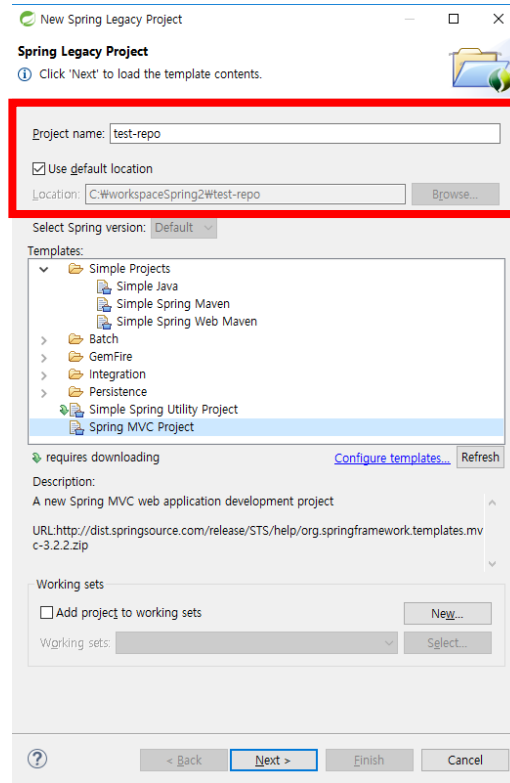 New Spring Legacy Project
Spring Legacy Project
Click 'Next' to load the template contents.
Project name: test-repo
Use default location
Location: C:₩workspaceSpring2₩test-repo Browse...
Select Spring version: Default
Templates:
Simple Projects
Simple Java
Simple Spring Maven
Simple Spring Web Maven
Batch
GemFire
Integration
Persistence
Simple Spring Utility Project
Spring MVC Project
requires downloading Configure templates... Refresh
Description:
A new Spring MVC web application development project
URL:http://dist.springsource.com/release/STS/help/org.springframework.templates.mv
c-3.2.2.zip
Working sets
Add project to working sets New...
Working sets: Select...
? < Back Next > Finish Cancel